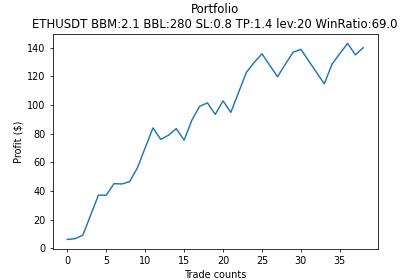 Portfolio
ETHUSDT BBM:2.1 BBL:280 SL:0.8 TP:1.4 lev:20 WinRatio:69.0
Profit ($)
140
120
100
80
60
40
20
0
0 5 10 15 20 25 30 35
Trade counts